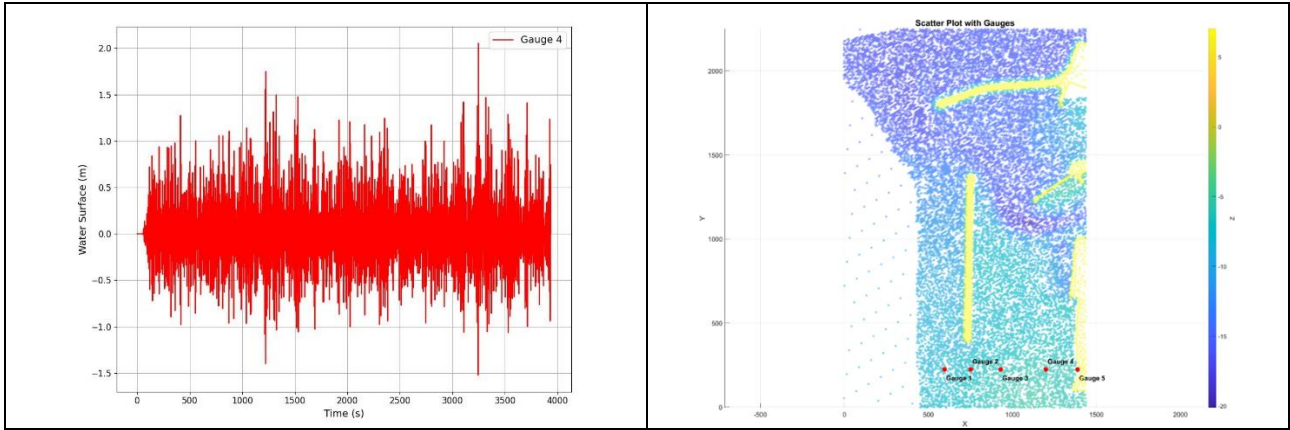 Gauge 4
Water Surface (m)
2.0
1.5
1.0
0.5
0.0
−0.5
−1.0
−1.5
0
500
1000
1500
2000
2500
3000
3500
4000
Time (s)
Scatter Plot with Gauges
Y
2000
1500
1000
500
0
Gauge 2
Gauge 4
Gauge 1
Gauge 3
Gauge 5
-500
0
500
1000
1500
2000
X
Z
5
0
-5
-10
-15
-20